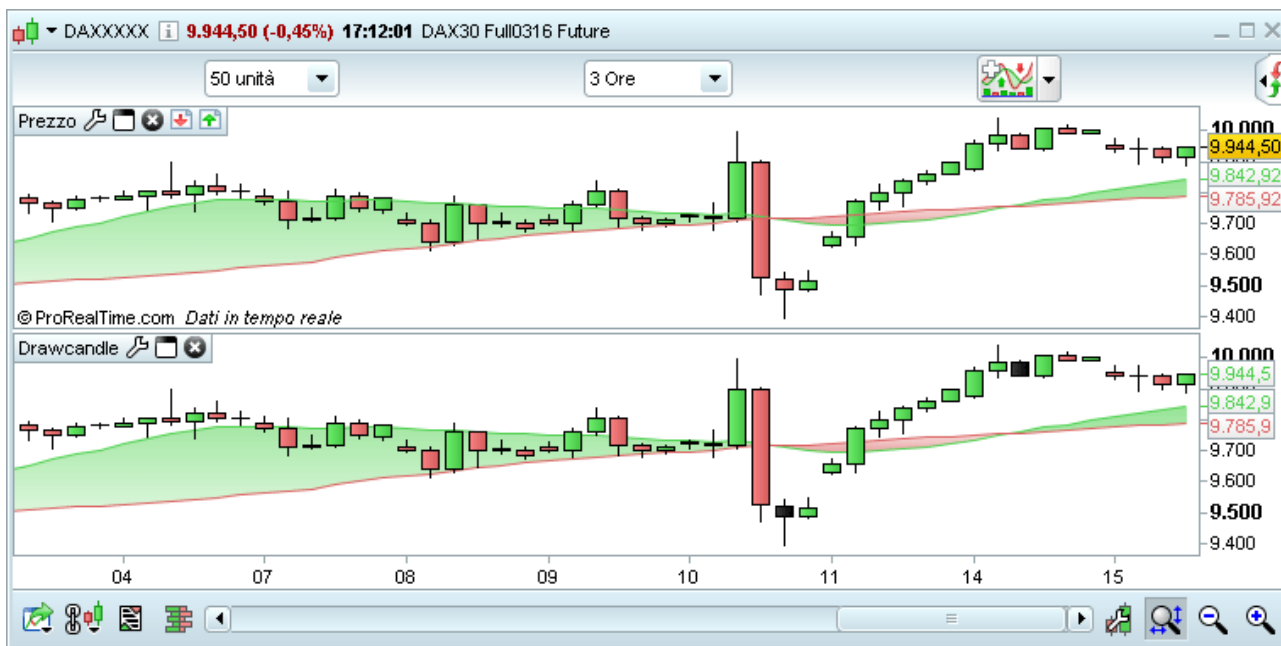 DAXXXXX i 9.944,50 (-0,45%) 17:12:01 DAX30 Full0316 Future
50 unità 3 Ore
Prezzo
10.000
9.944,50
9.842,92
9.785,92
9.700
9.600
9.500
9.400
© ProRealTime.com Dati in tempo reale
Drawcandle
10.000
9.944,5
9.842,9
9.785,9
9.700
9.600
9.500
9.400
04 07 08 09 10 11 14 15